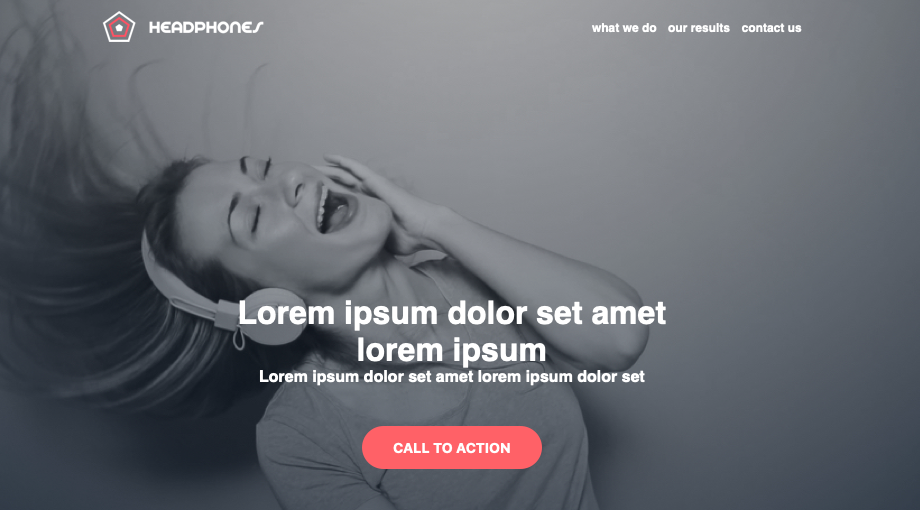 HEADPHONES
what we do our results contact us
Lorem ipsum dolor set amet
lorem ipsum
Lorem ipsum dolor set amet lorem ipsum dolor set
CALL TO ACTION